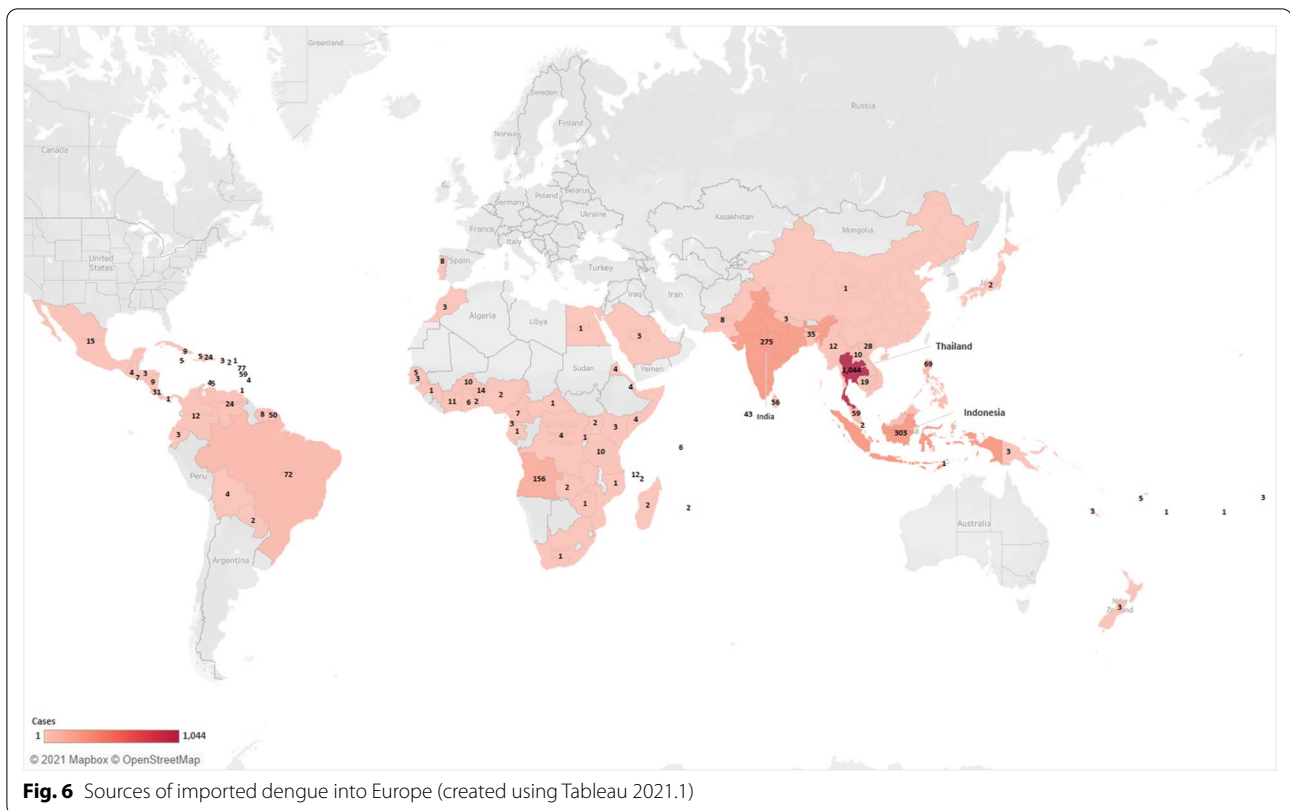 Greenland
Sweden
Russia
Finland
Norway
Canada
Belarus
Poland
Germany
Ukraine
France
Kazakhstan
Mongolia
Italy
United
States
8 Spain
Turkey
2
Iraq
Iran
1
3
Algeria
Libya
1
3
8
3
15
9
275
35
12
28
10
Thailand
5
5 24
3 2 1
4
3
77
59
Sudan
4
Yemen
1,044
69
7
9
4 5
4
5
3
10
4
19
31
1
1
1
11
14
6 2
2
1
56
43
India
59
12
24
8
50
7
4
2
Indonesia
3
3
1
4
2
3
303
1
6
3
Peru
72
10
1
4
156
12
2
2
1
5
3
2
1
2
2
3
1
1
Australia
Argentina
1
3
Cases
1
1,044
© 2021 Mapbox © OpenStreetMap
Fig. 6 Sources of imported dengue into Europe (created using Tableau 2021.1)